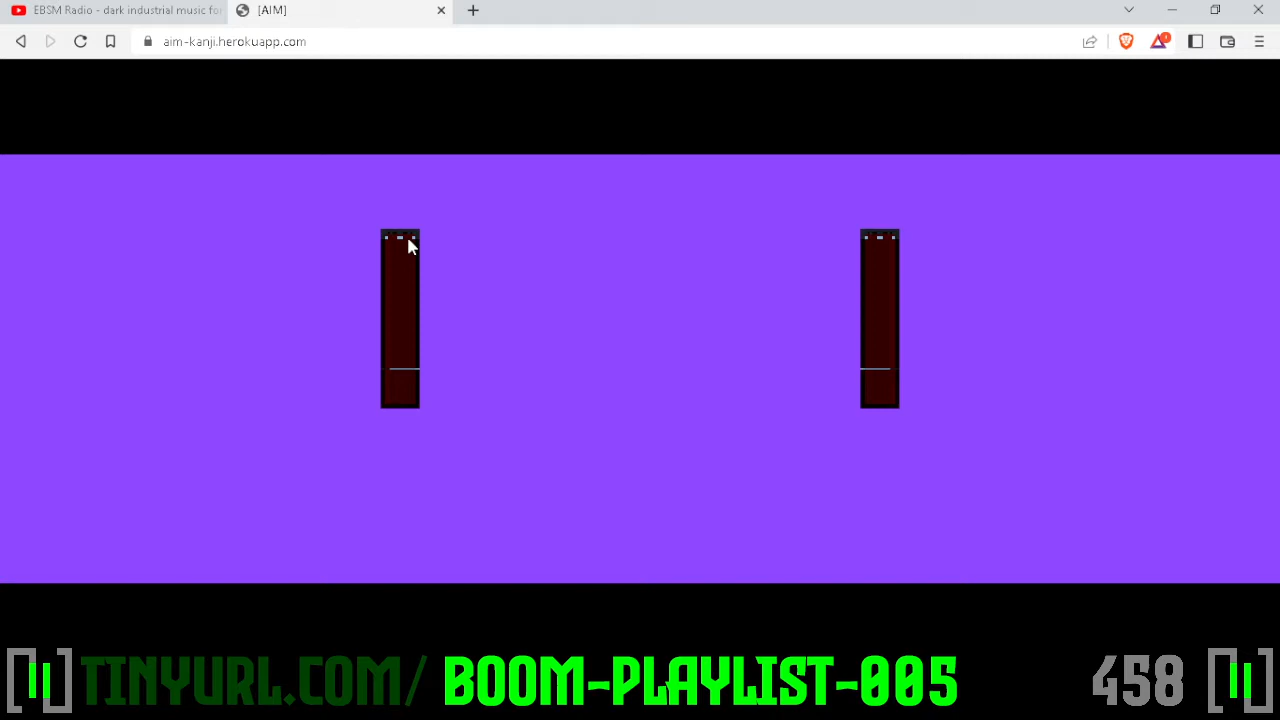 EBSM Radio - dark industrial music for
[AIM]
aim-kanji.herokuapp.com
TINYURL.COM/ BOOM-PLAYLIST-005
458